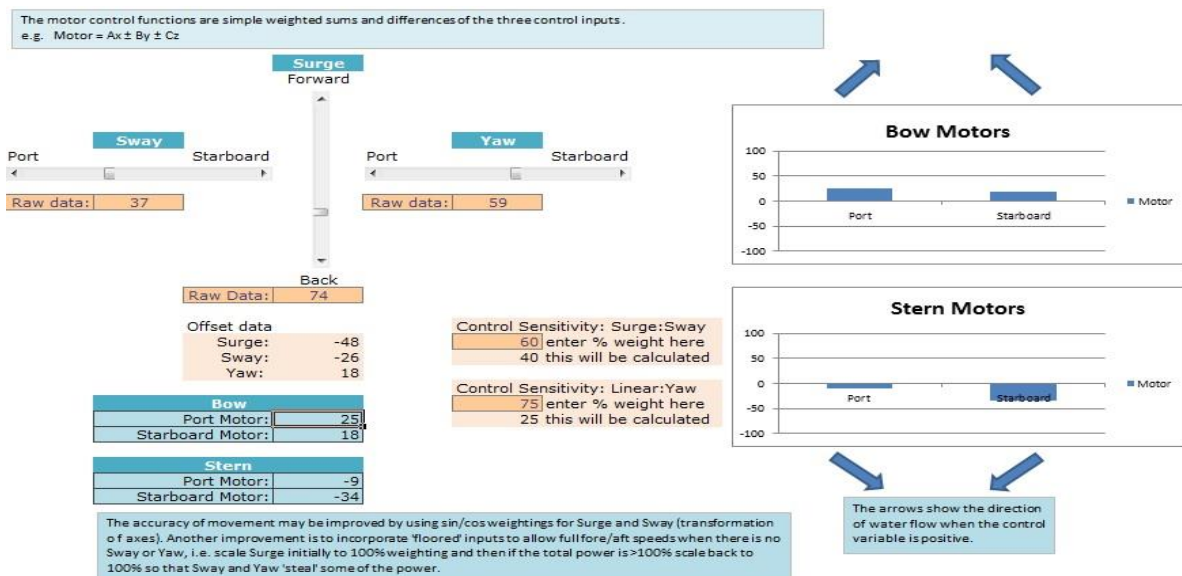 The motor control functions are simple weighted sums and differences of the three control inputs.
e.g. Motor = Ax ± By ± Cz
Surge
Forward
Sway
Port Starboard
Raw data: 37
Yaw
Port Starboard
Raw data: 59
Back
Raw Data: 74
Offset data
Surge: -48
Sway: -26
Yaw: 18
Control Sensitivity: Surge:Sway
60 enter % weight here
40 this will be calculated
Control Sensitivity: Linear:Yaw
75 enter % weight here
25 this will be calculated
Bow
Port Motor: 25
Starboard Motor: 18
Stern
Port Motor: -9
Starboard Motor: -34
Bow Motors
100
50
0
-50
-100
Port Starboard
Motor
Stern Motors
100
50
0
-50
-100
Port Starboard
Motor
The accuracy of movement may be improved by using sin/cos weightings for Surge and Sway (transformation
of axes). Another improvement is to incorporate 'floored' inputs to allow full fore/aft speeds when there is no
Sway or Yaw, i.e. scale Surge initially to 100% weighting and then if the total power is >100% scale back to
100% so that Sway and Yaw 'steal' some of the power.
The arrows show the direction
of water flow when the control
variable is positive.